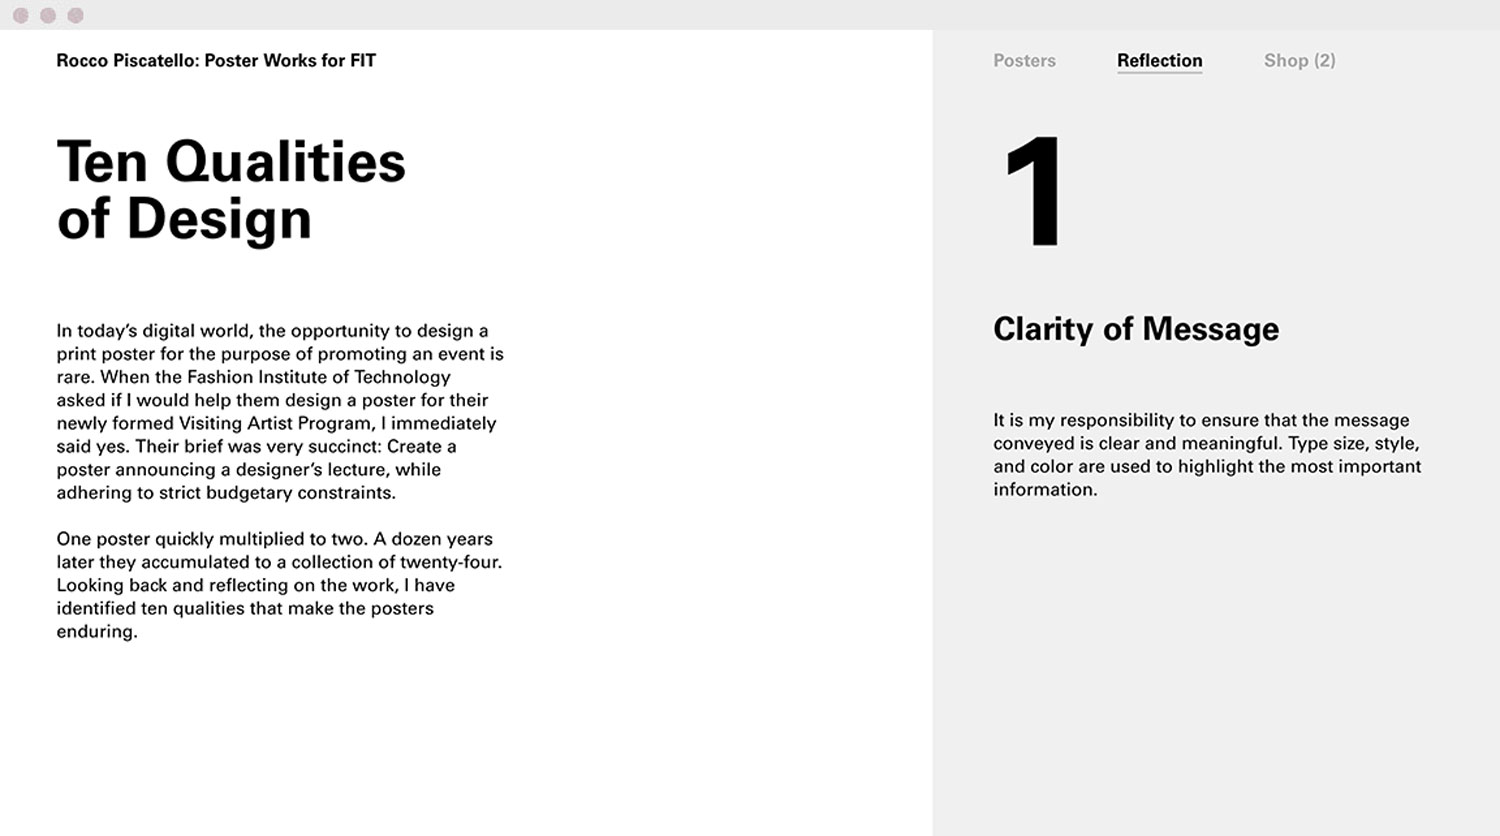 Rocco Piscatello: Poster Works for FIT
Posters Reflection Shop (2)
Ten Qualities
of Design
In today’s digital world, the opportunity to design a
print poster for the purpose of promoting an event is
rare. When the Fashion Institute of Technology
asked if I would help them design a poster for their
newly formed Visiting Artist Program, I immediately
said yes. Their brief was very succinct: Create a
poster announcing a designer’s lecture, while
adhering to strict budgetary constraints.
One poster quickly multiplied to two. A dozen years
later they accumulated to a collection of twenty-four.
Looking back and reflecting on the work, I have
identified ten qualities that make the posters
enduring.
1
Clarity of Message
It is my responsibility to ensure that the message
conveyed is clear and meaningful. Type size, style,
and color are used to highlight the most important
information.